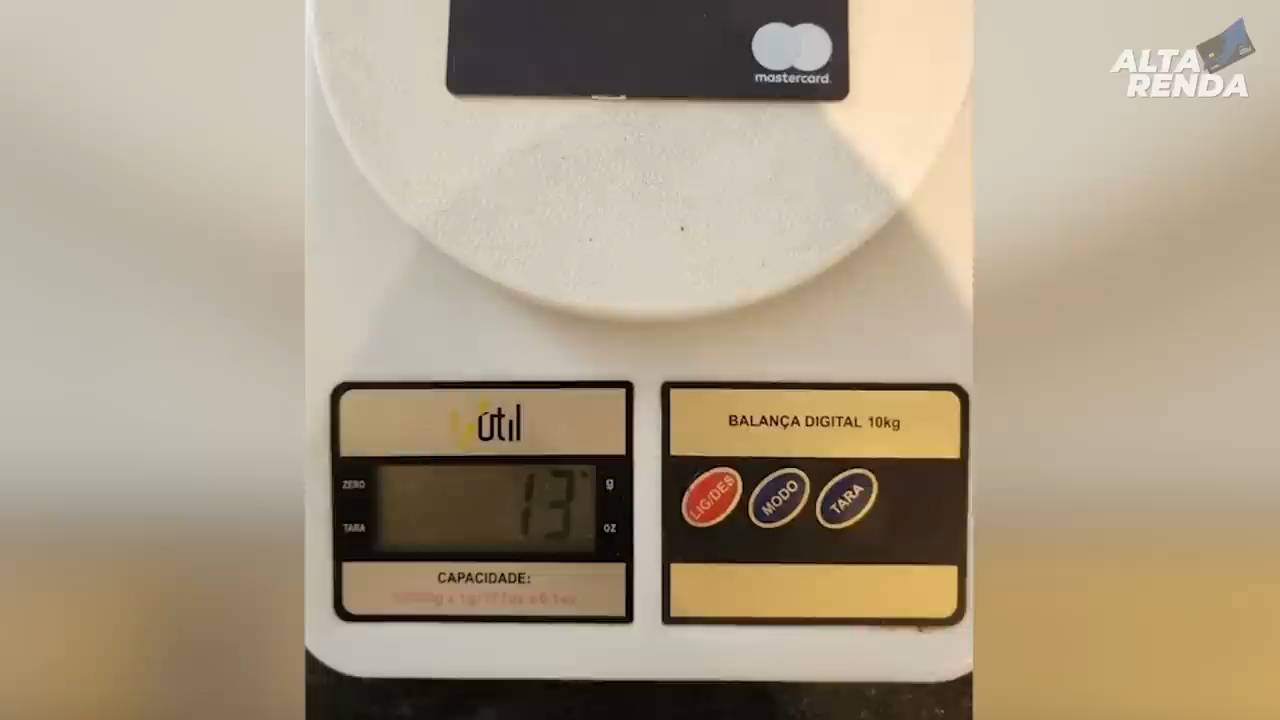 mastercard.
ALTA
RENDA
útil
BALANÇA DIGITAL 10kg
ZERO
13
g
TARA
oz
LIG/DES
MODO
TARA
CAPACIDADE: